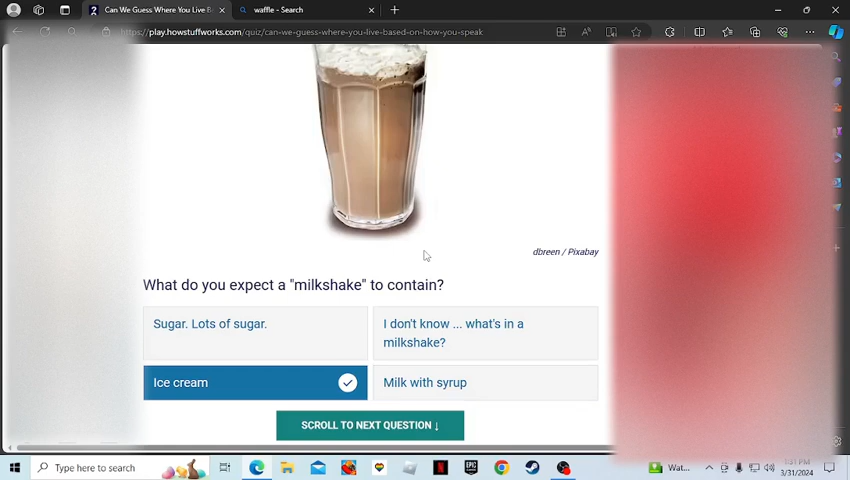 Can We Guess Where You Live B
waffle - Search
https://play.howstuffworks.com/quiz/can-we-guess-where-you-live-based-on-how-you-speak
dbreen / Pixabay
What do you expect a "milkshake" to contain?
Sugar. Lots of sugar.
I don't know ... what's in a
milkshake?
Ice cream
Milk with syrup
SCROLL TO NEXT QUESTION ↓
Type here to search
N
EPIC
Wat...
1:31 PM
3/31/2024